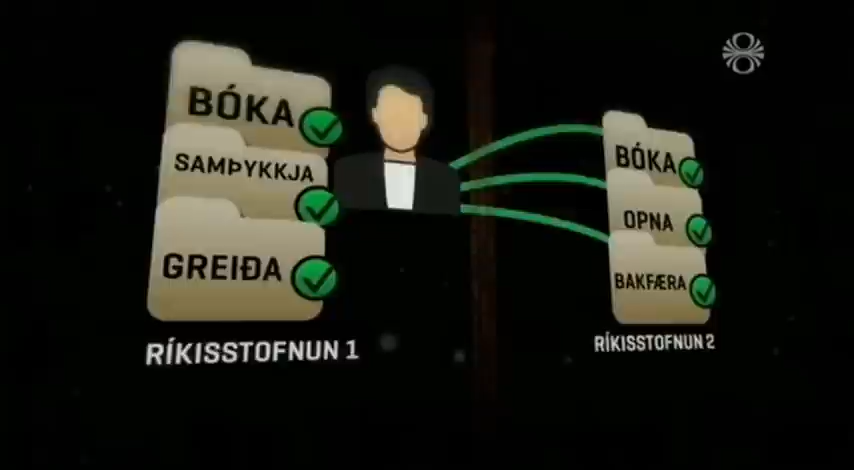 BÓKA
SAMÞYKKJA
GREIÐA
RÍKISSTOFNUN 1
BÓKA
OPNA
BAKFÆRA
RÍKISSTOFNUN 2